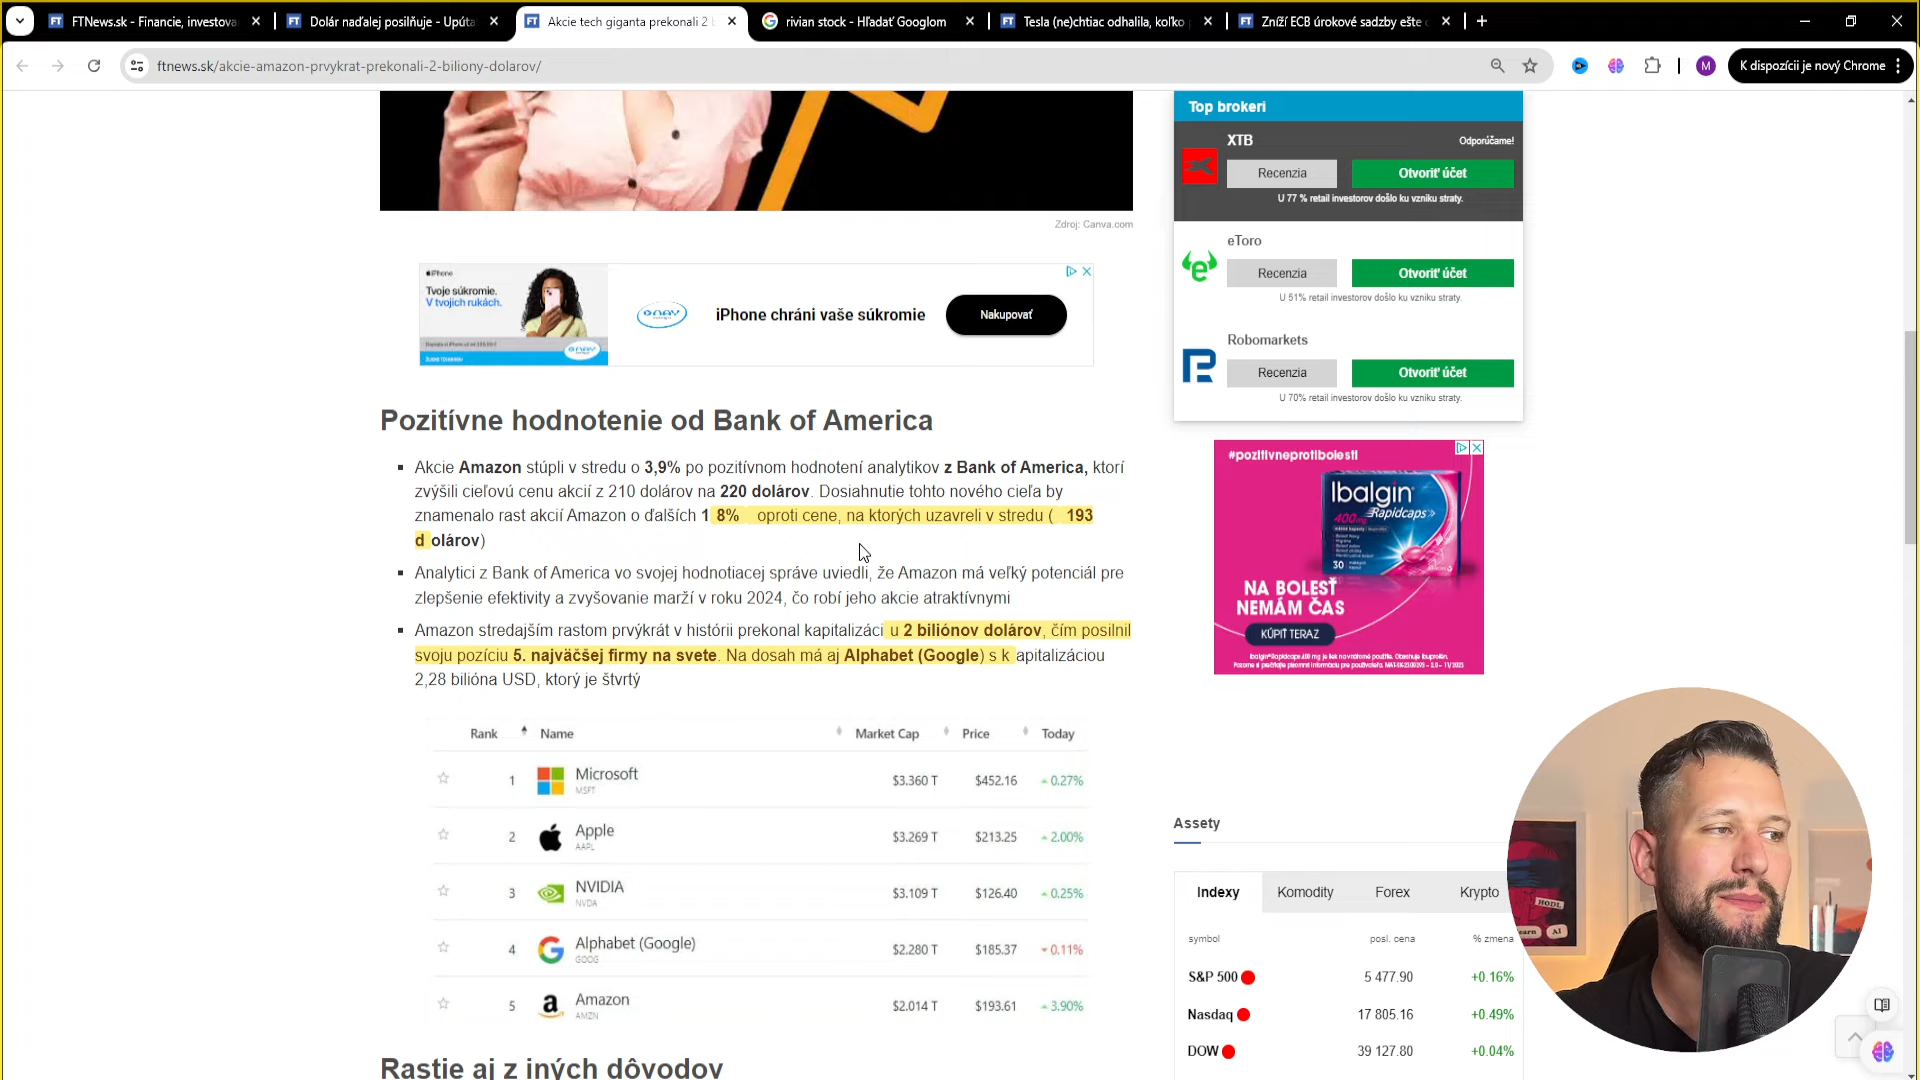 FTNews.sk - Financie, investova
Dolár naďalej posilňuje - Upúta
Akcie tech giganta prekonali 2 b
rivian stock - Hľadať Googlom
Tesla (ne)chtiac odhalila, koľko
Zníži ECB úrokové sadzby ešte
ftnews.sk/akcie-amazon-prvykrat-prekonali-2-biliony-dolarov/
M
K dispozícii je nový Chrome
Zdroj: Canva.com
iPhone
Tvoje súkromie.
V tvojich rukách.
NAY
iPhone chráni vaše súkromie
Nakupovať
Pozitívne hodnotenie od Bank of America
Akcie Amazon stúpli v stredu o 3,9% po pozitívnom hodnotení analytikov z Bank of America, ktorí
zvýšili cieľovú cenu akcií z 210 dolárov na 220 dolárov. Dosiahnutie tohto nového cieľa by
znamenalo rast akcií Amazon o ďalších 18% oproti cene, na ktorých uzavreli v stredu (193
dolárov)
Analytici z Bank of America vo svojej hodnotiacej správe uviedli, že Amazon má veľký potenciál pre
zlepšenie efektivity a zvyšovanie marží v roku 2024, čo robí jeho akcie atraktívnymi
Amazon stredajším rastom prvýkrát v histórii prekonal kapitalizáciu 2 biliónov dolárov, čím posilnil
svoju pozíciu 5. najväčšej firmy na svete. Na dosah má aj Alphabet (Google) s kapitalizáciou
2,28 bilióna USD, ktorý je štvrtý
Rank Name Market Cap Price Today
1 Microsoft $3.360 T $452.16 0.27%
MSFT
2 Apple $3.269 T $213.25 2.00%
AAPL
3 NVIDIA $3.109 T $126.40 0.25%
NVDA
4 Alphabet (Google) $2.280 T $185.37 0.11%
GOOG
5 Amazon $2.014 T $193.61 3.90%
AMZN
Rastie aj z iných dôvodov
Top brokeri
XTB Odporúčame!
Recenzia Otvoriť účet
U 77 % retail investorov došlo ku vzniku straty.
eToro
Recenzia Otvoriť účet
U 51% retail investorov došlo ku vzniku straty.
Robomarkets
Recenzia Otvoriť účet
U 70% retail investorov došlo ku vzniku straty.
#pozitivneprotibolesti
Ibalgin
Rapidcaps
400 mg
30
NA BOLESŤ
NEMÁM ČAS
KÚPIŤ TERAZ
Assety
Indexy Komodity Forex Krypto
symbol posl. cena % zmena
S&P 500 5 477.90 +0.16%
Nasdaq 17 805.16 +0.49%
DOW 39 127.80 +0.04%
HODL
AI